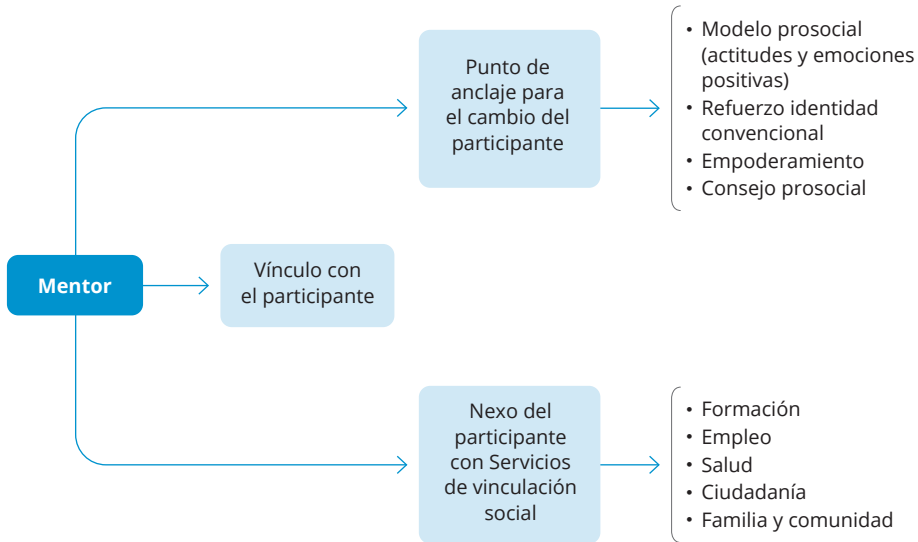 Punto de
anclaje para
el cambio del
participante
• Modelo prosocial
(actitudes y emociones
positivas)
• Refuerzo identidad
convencional
• Empoderamiento
• Consejo prosocial
Mentor
Vínculo con
el participante
Nexo del
participante
con Servicios
de vinculación
social
• Formación
• Empleo
• Salud
• Ciudadanía
• Familia y comunidad